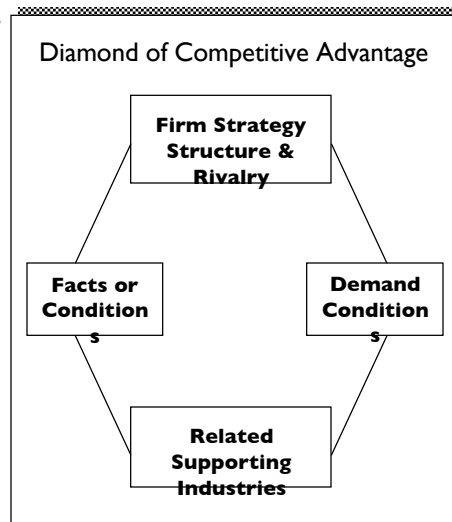 Diamond of Competitive Advantage
Firm Strategy
Structure &
Rivalry
Facts or
Condition
s
Demand
Condition
s
Related
Supporting
Industries